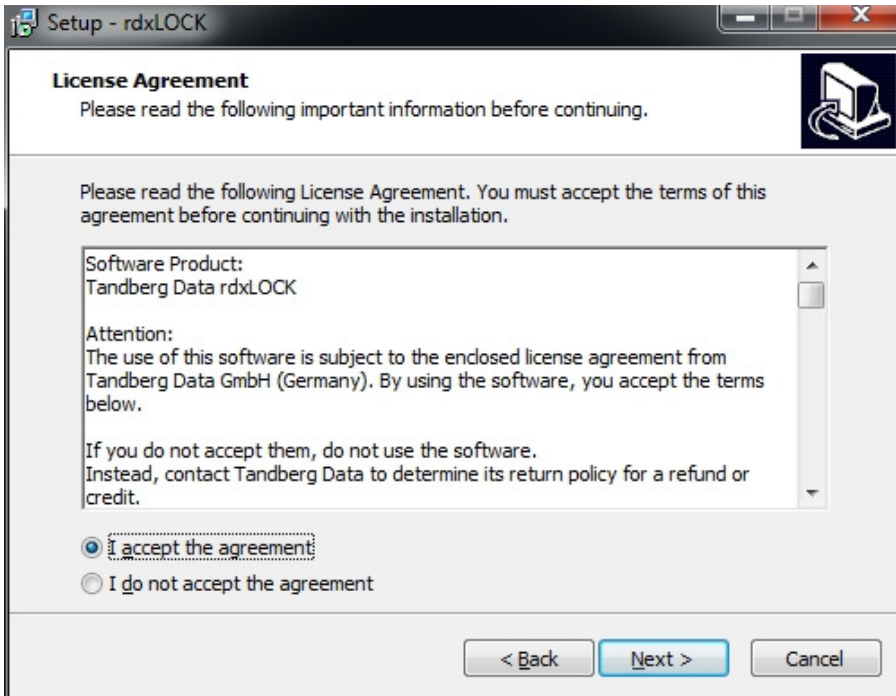 Setup - rdxLOCK
License Agreement
Please read the following important information before continuing.
Please read the following License Agreement. You must accept the terms of this
agreement before continuing with the installation.
Software Product:
Tandberg Data rdxLOCK
Attention:
The use of this software is subject to the enclosed license agreement from
Tandberg Data GmbH (Germany). By using the software, you accept the terms
below.
If you do not accept them, do not use the software.
Instead, contact Tandberg Data to determine its return policy for a refund or
credit.
I accept the agreement
I do not accept the agreement
< Back
Next >
Cancel